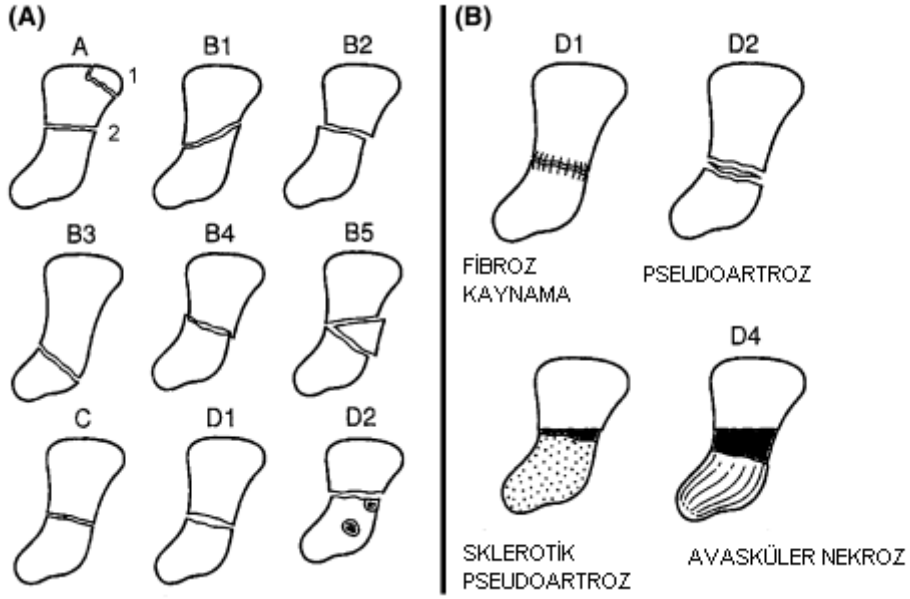 (A)
A B1 B2
1
2
B3 B4 B5
C D1 D2
(B)
D1 D2
FİBROZ
KAYNAMA
PSEUDOARTROZ
D4
SKLEROTİK
PSEUDOARTROZ
AVASKÜLER NEKROZ